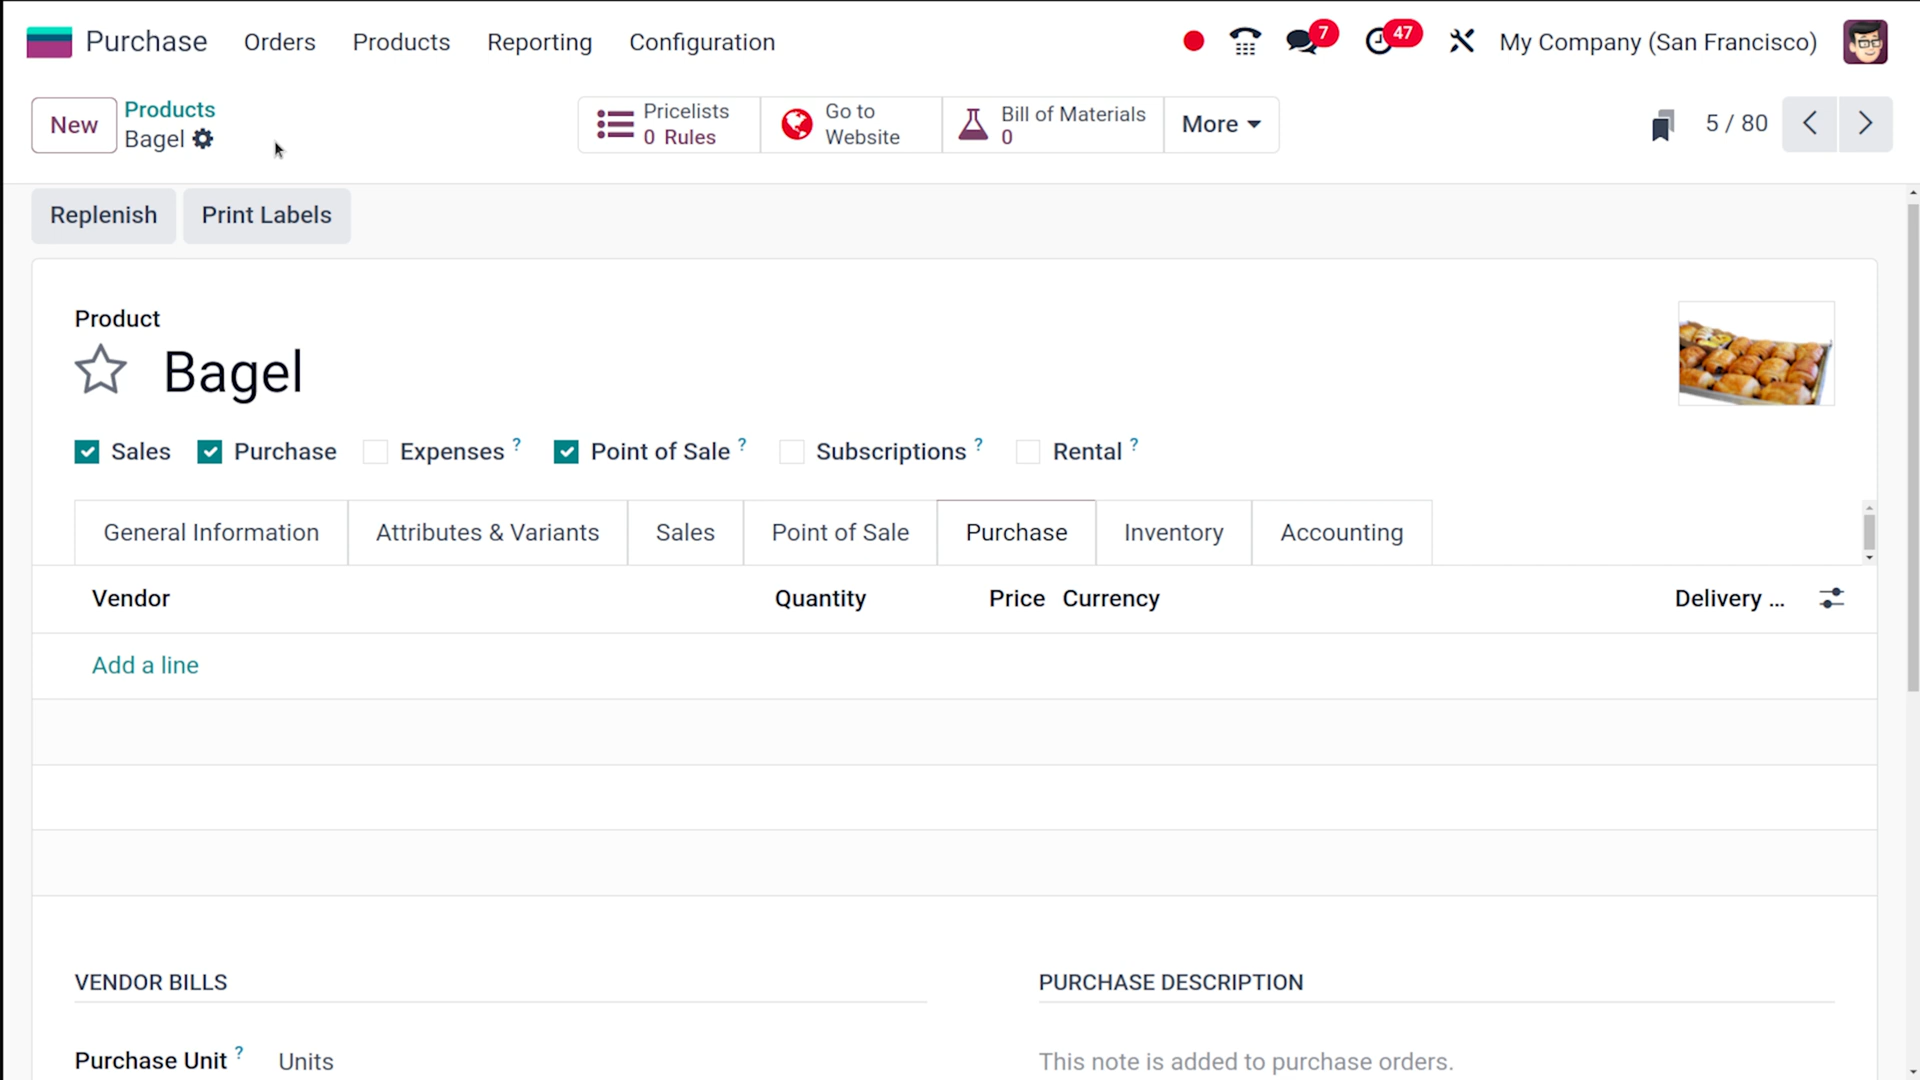 Purchase Orders Products Reporting Configuration 7 47 My Company (San Francisco)
New Products Pricelists Go to Bill of Materials More 5 / 80
Bagel 0 Rules Website 0
Replenish Print Labels
Product
Bagel
Sales Purchase Expenses ? Point of Sale ? Subscriptions ? Rental ?
General Information Attributes & Variants Sales Point of Sale Purchase Inventory Accounting
Vendor Quantity Price Currency Delivery ...
Add a line
VENDOR BILLS PURCHASE DESCRIPTION
Purchase Unit ? Units This note is added to purchase orders.